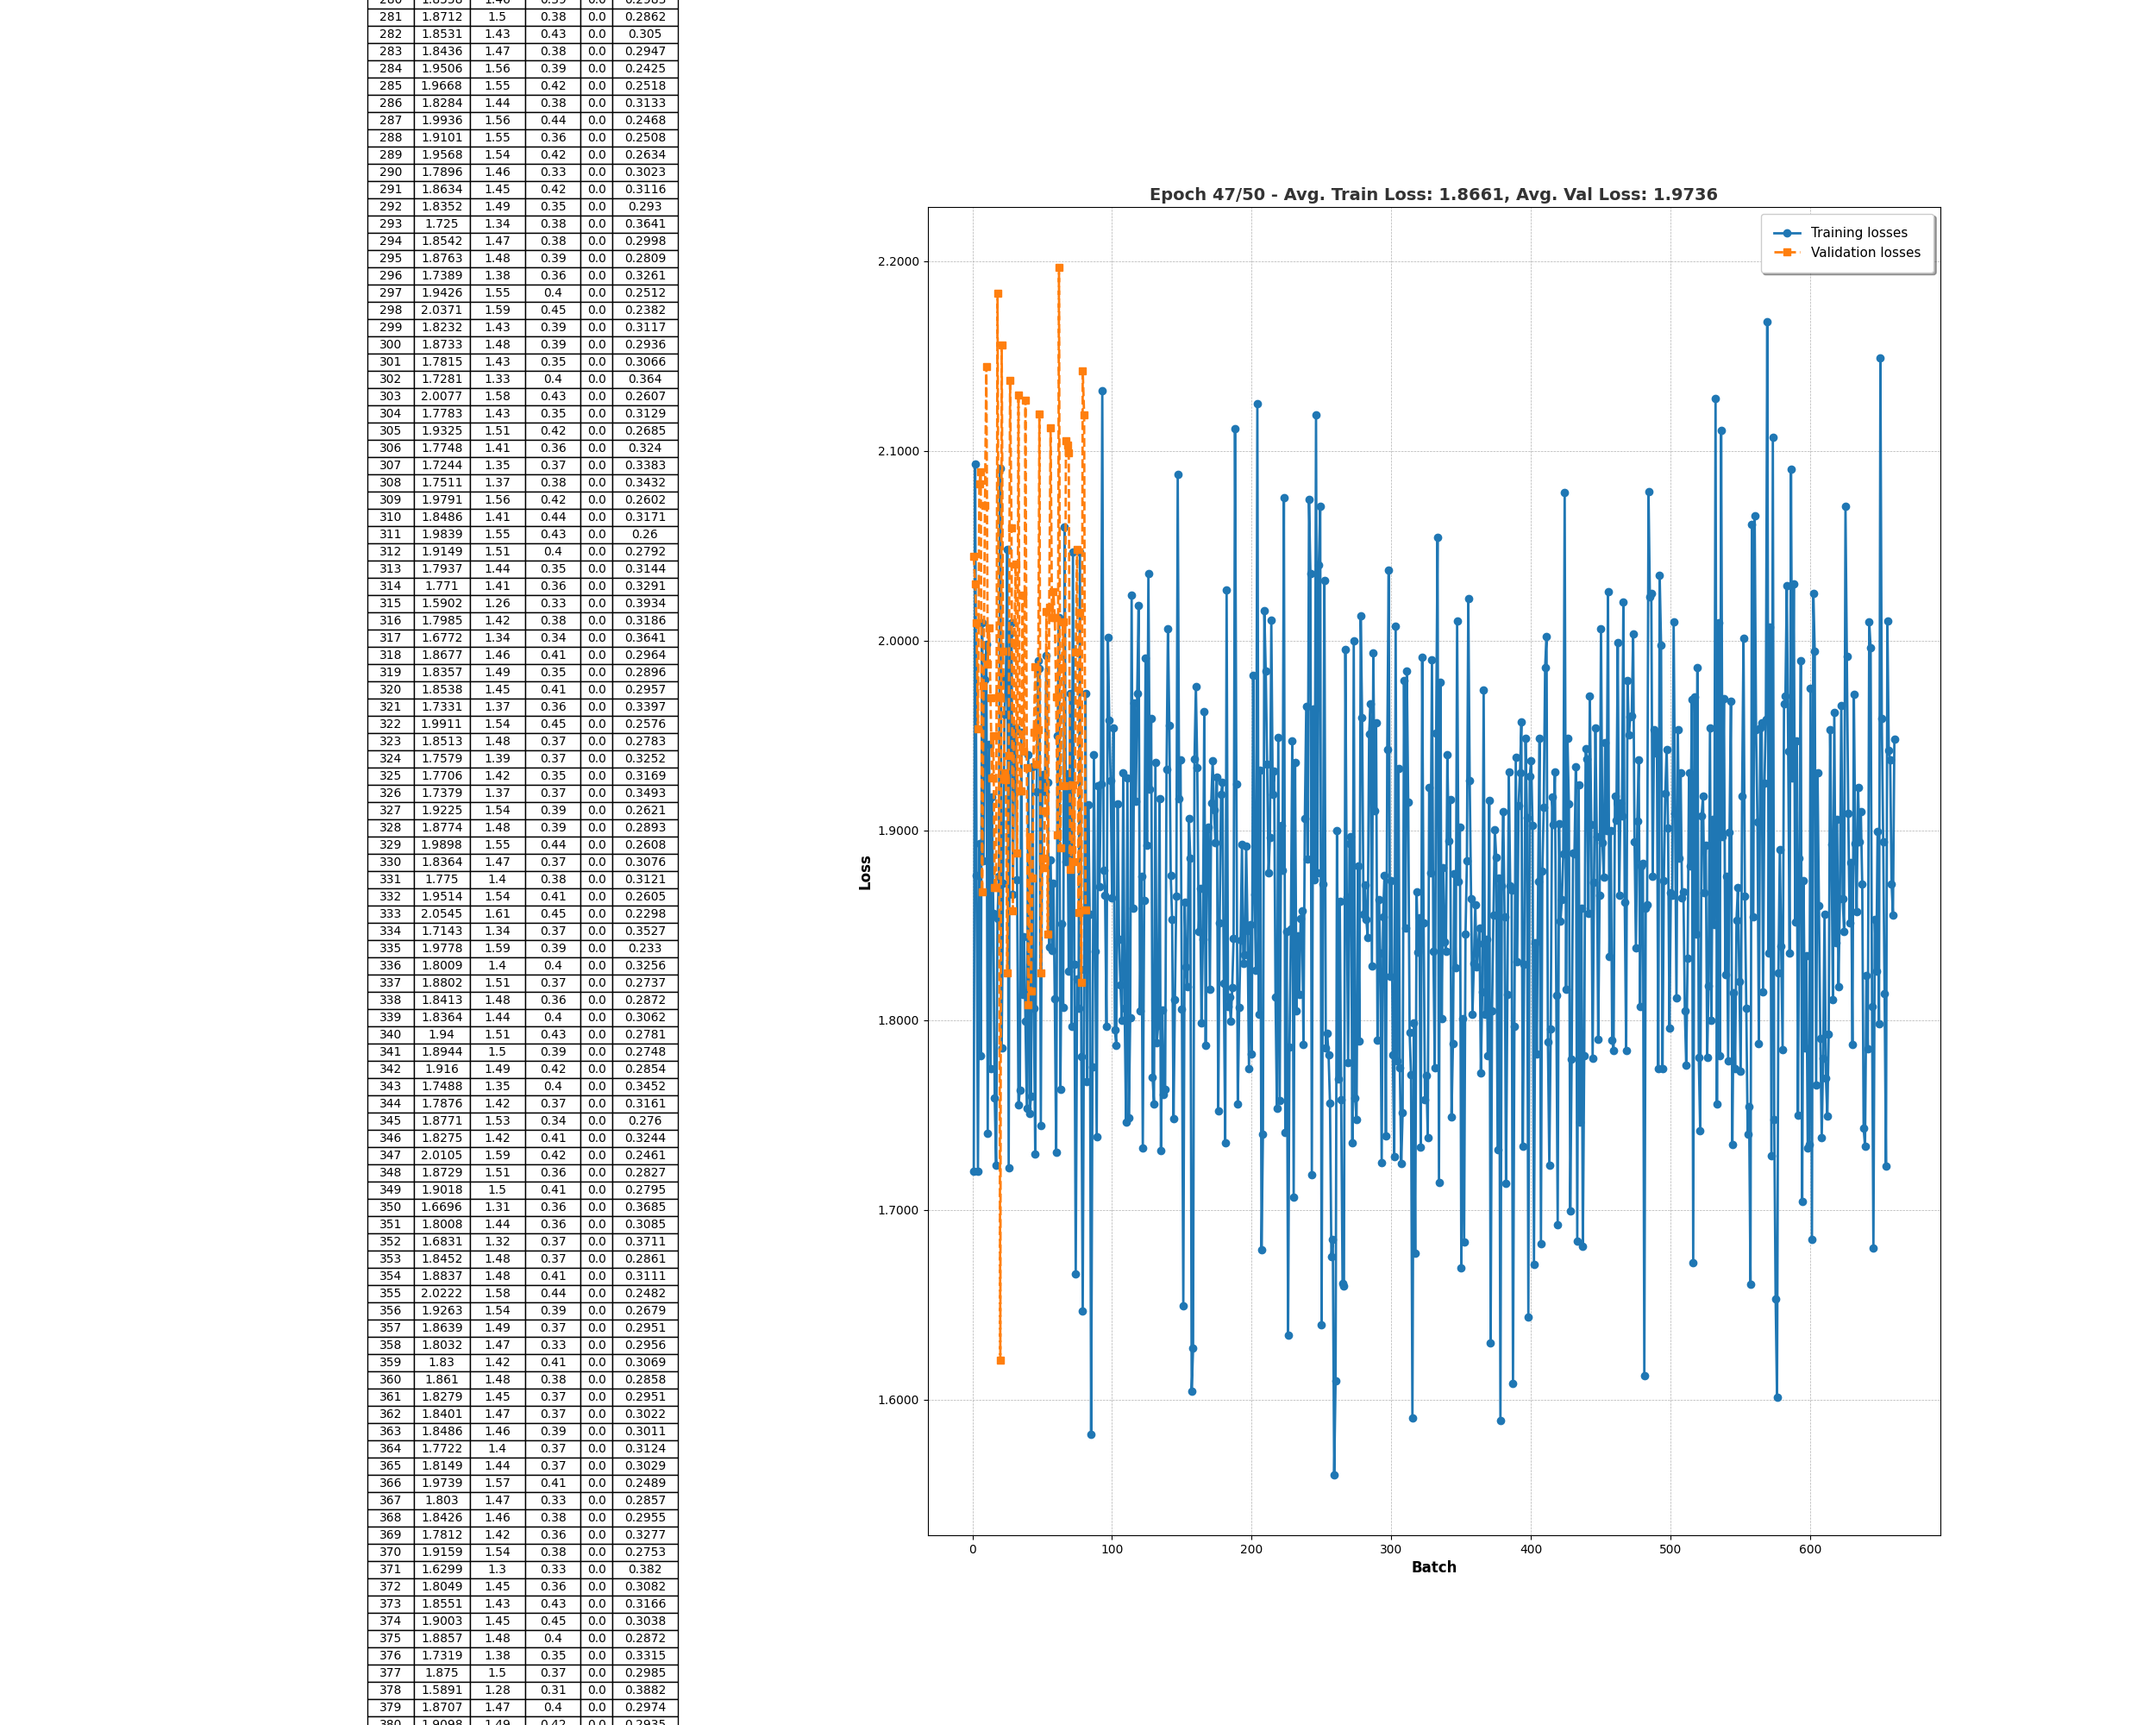 281 1.8712 1.5 0.38 0.0 0.2862
282 1.8531 1.43 0.43 0.0 0.305
283 1.8436 1.47 0.38 0.0 0.2947
284 1.9506 1.56 0.39 0.0 0.2425
285 1.9668 1.55 0.42 0.0 0.2518
286 1.8284 1.44 0.38 0.0 0.3133
287 1.9936 1.56 0.44 0.0 0.2468
288 1.9101 1.55 0.36 0.0 0.2508
289 1.9568 1.54 0.42 0.0 0.2634
290 1.7896 1.46 0.33 0.0 0.3023
291 1.8634 1.45 0.42 0.0 0.3116
292 1.8352 1.49 0.35 0.0 0.293
293 1.725 1.34 0.38 0.0 0.3641
294 1.8542 1.47 0.38 0.0 0.2998
295 1.8763 1.48 0.39 0.0 0.2809
296 1.7389 1.38 0.36 0.0 0.3261
297 1.9426 1.55 0.4 0.0 0.2512
298 2.0371 1.59 0.45 0.0 0.2382
299 1.8232 1.43 0.39 0.0 0.3117
300 1.8733 1.48 0.39 0.0 0.2936
301 1.7815 1.43 0.35 0.0 0.3066
302 1.7281 1.33 0.4 0.0 0.364
303 2.0077 1.58 0.43 0.0 0.2607
304 1.7783 1.43 0.35 0.0 0.3129
305 1.9325 1.51 0.42 0.0 0.2685
306 1.7748 1.41 0.36 0.0 0.324
307 1.7244 1.35 0.37 0.0 0.3383
308 1.7511 1.37 0.38 0.0 0.3432
309 1.9791 1.56 0.42 0.0 0.2602
310 1.8486 1.41 0.44 0.0 0.3171
311 1.9839 1.55 0.43 0.0 0.26
312 1.9149 1.51 0.4 0.0 0.2792
313 1.7937 1.44 0.35 0.0 0.3144
314 1.771 1.41 0.36 0.0 0.3291
315 1.5902 1.26 0.33 0.0 0.3934
316 1.7985 1.42 0.38 0.0 0.3186
317 1.6772 1.34 0.34 0.0 0.3641
318 1.8677 1.46 0.41 0.0 0.2964
319 1.8357 1.49 0.35 0.0 0.2896
320 1.8538 1.45 0.41 0.0 0.2957
321 1.7331 1.37 0.36 0.0 0.3397
322 1.9911 1.54 0.45 0.0 0.2576
323 1.8513 1.48 0.37 0.0 0.2783
324 1.7579 1.39 0.37 0.0 0.3252
325 1.7706 1.42 0.35 0.0 0.3169
326 1.7379 1.37 0.37 0.0 0.3493
327 1.9225 1.54 0.39 0.0 0.2621
328 1.8774 1.48 0.39 0.0 0.2893
329 1.9898 1.55 0.44 0.0 0.2608
330 1.8364 1.47 0.37 0.0 0.3076
331 1.775 1.4 0.38 0.0 0.3121
332 1.9514 1.54 0.41 0.0 0.2605
333 2.0545 1.61 0.45 0.0 0.2298
334 1.7143 1.34 0.37 0.0 0.3527
335 1.9778 1.59 0.39 0.0 0.233
336 1.8009 1.4 0.4 0.0 0.3256
337 1.8802 1.51 0.37 0.0 0.2737
338 1.8413 1.48 0.36 0.0 0.2872
339 1.8364 1.44 0.4 0.0 0.3062
340 1.94 1.51 0.43 0.0 0.2781
341 1.8944 1.5 0.39 0.0 0.2748
342 1.916 1.49 0.42 0.0 0.2854
343 1.7488 1.35 0.4 0.0 0.3452
344 1.7876 1.42 0.37 0.0 0.3161
345 1.8771 1.53 0.34 0.0 0.276
346 1.8275 1.42 0.41 0.0 0.3244
347 2.0105 1.59 0.42 0.0 0.2461
348 1.8729 1.51 0.36 0.0 0.2827
349 1.9018 1.5 0.41 0.0 0.2795
350 1.6696 1.31 0.36 0.0 0.3685
351 1.8008 1.44 0.36 0.0 0.3085
352 1.6831 1.32 0.37 0.0 0.3711
353 1.8452 1.48 0.37 0.0 0.2861
354 1.8837 1.48 0.41 0.0 0.3111
355 2.0222 1.58 0.44 0.0 0.2482
356 1.9263 1.54 0.39 0.0 0.2679
357 1.8639 1.49 0.37 0.0 0.2951
358 1.8032 1.47 0.33 0.0 0.2956
359 1.83 1.42 0.41 0.0 0.3069
360 1.861 1.48 0.38 0.0 0.2858
361 1.8279 1.45 0.37 0.0 0.2951
362 1.8401 1.47 0.37 0.0 0.3022
363 1.8486 1.46 0.39 0.0 0.3011
364 1.7722 1.4 0.37 0.0 0.3124
365 1.8149 1.44 0.37 0.0 0.3029
366 1.9739 1.57 0.41 0.0 0.2489
367 1.803 1.47 0.33 0.0 0.2857
368 1.8426 1.46 0.38 0.0 0.2955
369 1.7812 1.42 0.36 0.0 0.3277
370 1.9159 1.54 0.38 0.0 0.2753
371 1.6299 1.3 0.33 0.0 0.382
372 1.8049 1.45 0.36 0.0 0.3082
373 1.8551 1.43 0.43 0.0 0.3166
374 1.9003 1.45 0.45 0.0 0.3038
375 1.8857 1.48 0.4 0.0 0.2872
376 1.7319 1.38 0.35 0.0 0.3315
377 1.875 1.5 0.37 0.0 0.2985
378 1.5891 1.28 0.31 0.0 0.3882
379 1.8707 1.47 0.4 0.0 0.2974
380 1.9098 1.49 0.42 0.0 0.2935
Epoch 47/50 - Avg. Train Loss: 1.8661, Avg. Val Loss: 1.9736
Training losses
Validation losses
2.2000
2.1000
2.0000
1.9000
1.8000
1.7000
1.6000
Loss
0 100 200 300 400 500 600
Batch